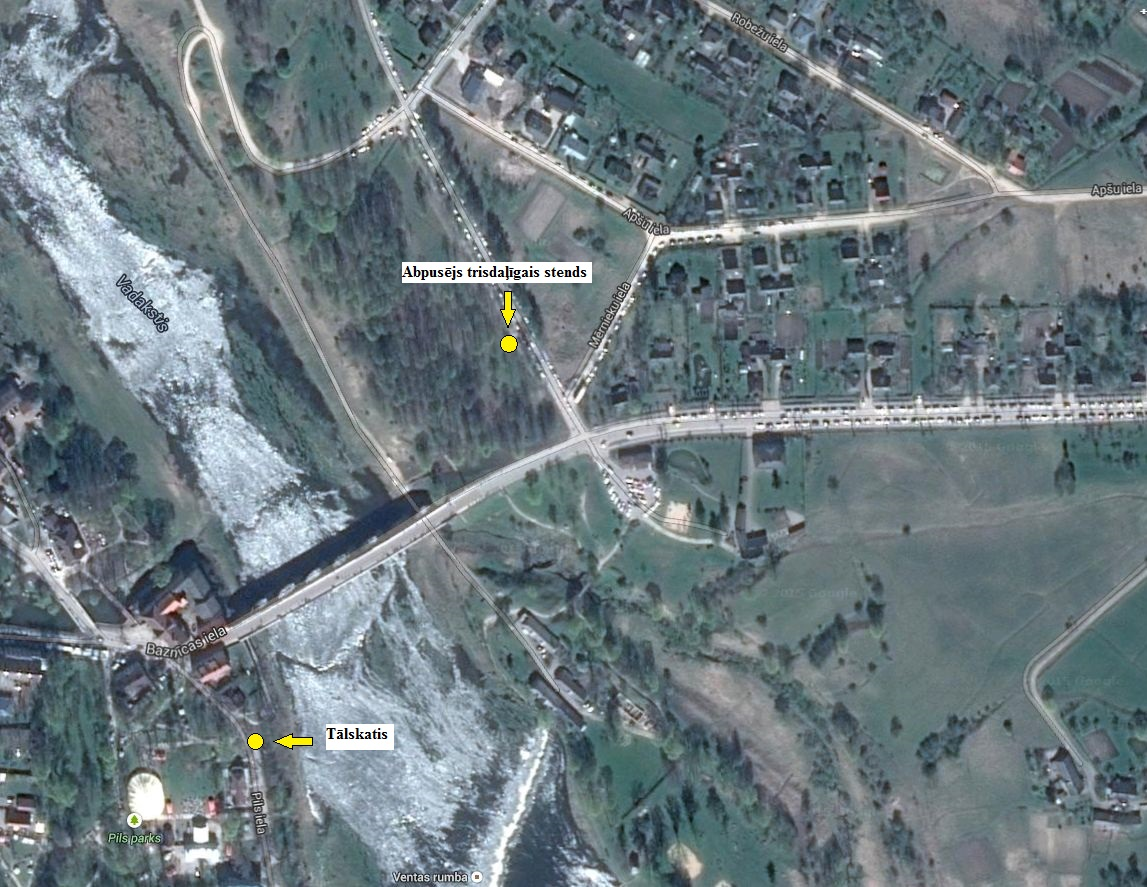 Robežu iela
Apšu iela
Apšu iela
Abpusējs trisdaļīgais stends
Vadakstis
Mērnieku iela
2015 Google
2015 Google
Baznīcas iela
Tālskatis
Pils iela
Pils parks
Ventas rumba